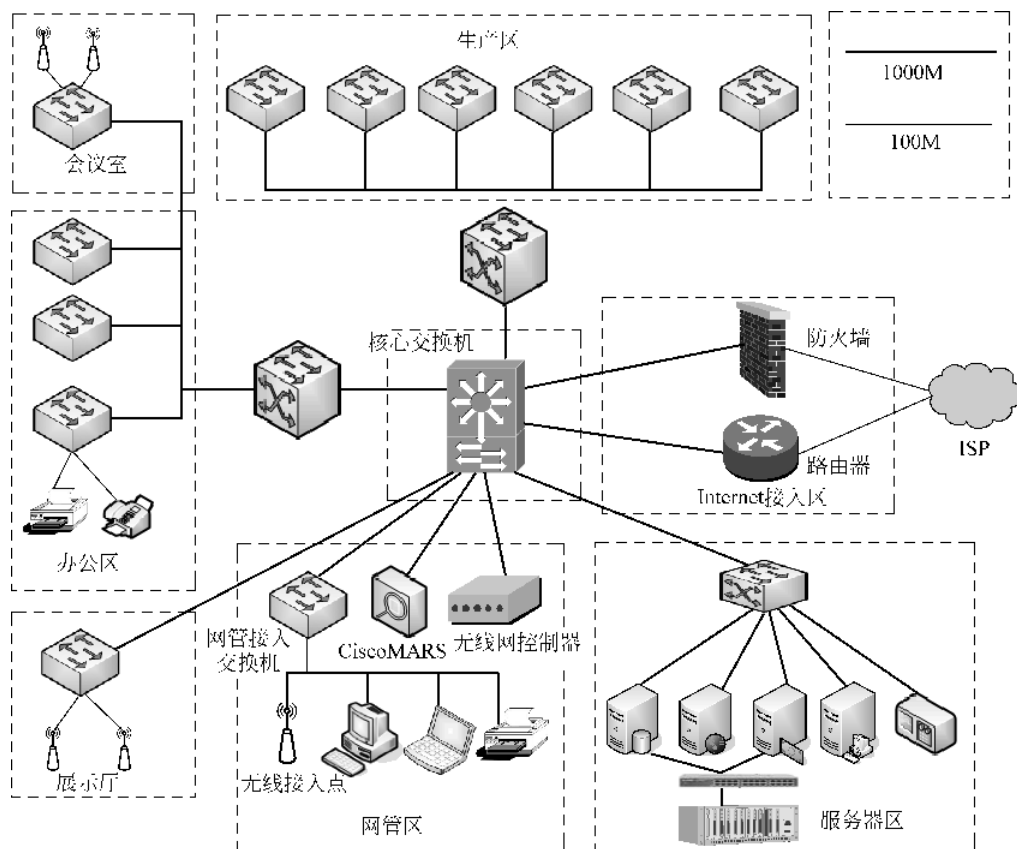 生产区
1000M
100M
会议室
核心交换机
防火墙
ISP
路由器
Internet接入区
办公区
网管接入
交换机
CiscoMARS
无线网控制器
展示厅
无线接入点
网管区
服务器区